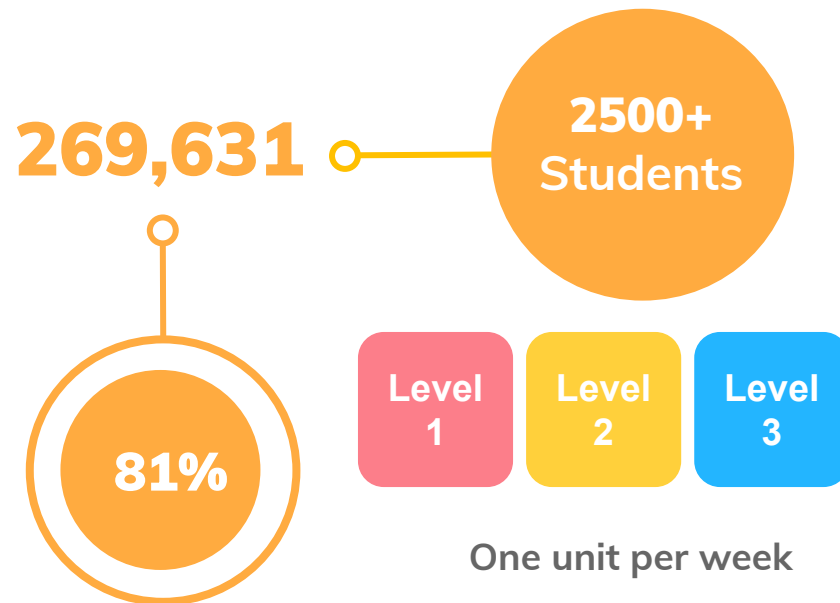 269,631
2500+
Students
81%
Level
1
Level
2
Level
3
One unit per week